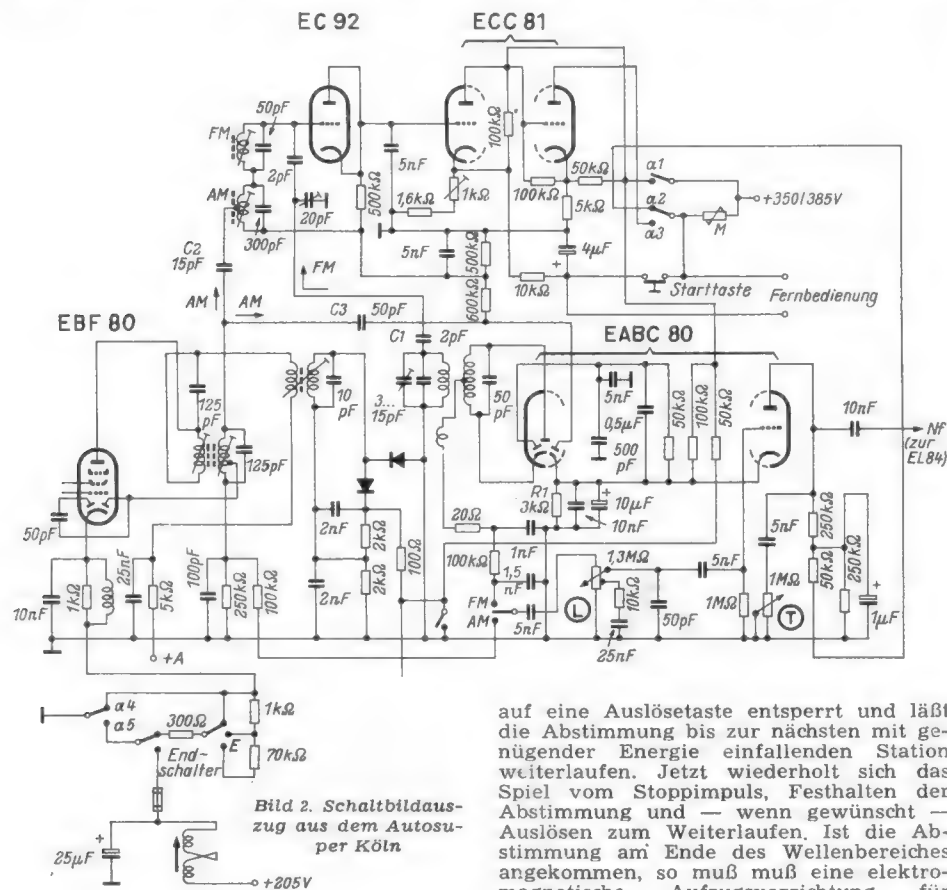 EC 92
ECC 81
50pF
FM
2pF
AM
300pF
20pF
FM
500kΩ
5nF
1,6kΩ
1kΩ
100kΩ
100kΩ
50kΩ
5kΩ
4µF
+
a1
a2
a3
M
+350/385V
C2
15pF
5nF
500kΩ
600kΩ
10kΩ
Starttaste
Fernbedienung
AM
AM
C3
50pF
EBF 80
C1
2pF
EABC 80
125
pF
125pF
10
pF
3...
15pF
50
pF
5nF
0,5µF
500
pF
50kΩ
100kΩ
50kΩ
10nF
Nf
(zur
EL84)
50pF
R1
3kΩ
+
10µF
10nF
2nF
2kΩ
2kΩ
2nF
100Ω
20Ω
100kΩ
1nF
1,5
nF
FM
AM
5nF
1,3MΩ
L
10kΩ
25nF
50pF
5nF
1MΩ
5nF
1MΩ
T
250kΩ
50kΩ
250kΩ
+
1µF
10nF
1kΩ
25nF
5kΩ
100pF
250kΩ
100kΩ
+A
a4
a5
300Ω
End-
schalter
E
1kΩ
70kΩ
25µF
+
+205V
Bild 2. Schaltbildaus-
zug aus dem Autosu-
per Köln
auf eine Auslösetaste entsperrt und läßt
die Abstimmung bis zur nächsten mit ge-
nügender Energie einfallenden Station
weiterlaufen. Jetzt wiederholt sich das
Spiel vom Stoppimpuls, Festhalten der
Abstimmung und — wenn gewünscht —
Auslösen zum Weiterlaufen. Ist die Ab-
stimmung am Ende des Wellenbereiches
angekommen, so muß muß eine elektro-